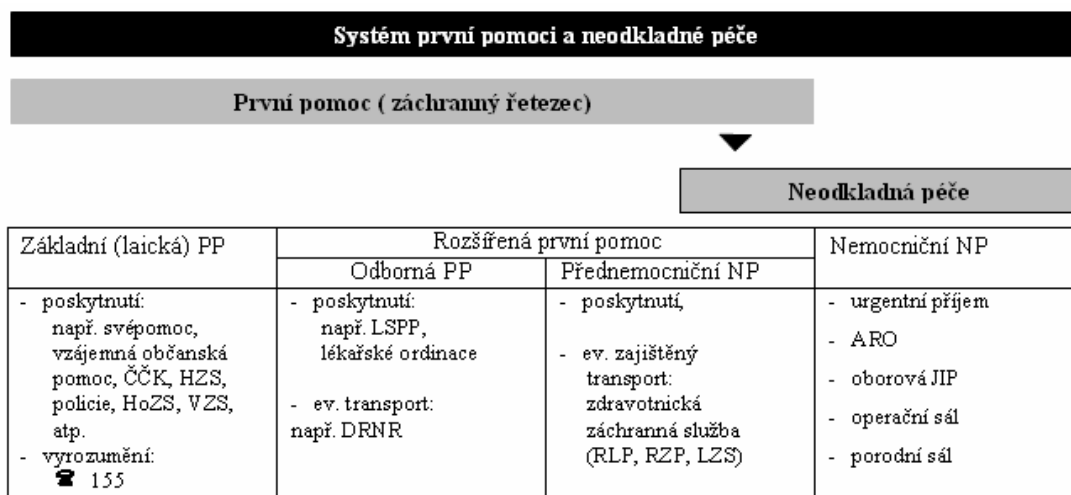 Systém první pomoci a neodkladné péče
První pomoc ( záchranný řetezec)
Neodkladná péče
Základní (laická) PP
Rozšířená první pomoc
Nemocniční NP
Odborná PP
Přednemocniční NP
- poskytnutí:
např. svépomoc,
vzájemná občanská
pomoc, ČČK, HZS,
policie, HoZS, VZS,
atp.
- vyrozumění:
☎ 155
- poskytnutí:
např. LSPP,
lékařské ordinace
- ev. transport:
např. DRNR
- poskytnutí,
- ev. zajištěný
transport:
zdravotnická
záchranná služba
(RLP, RZP, LZS)
- urgentní příjem
- ARO
- oborová JIP
- operační sál
- porodní sál